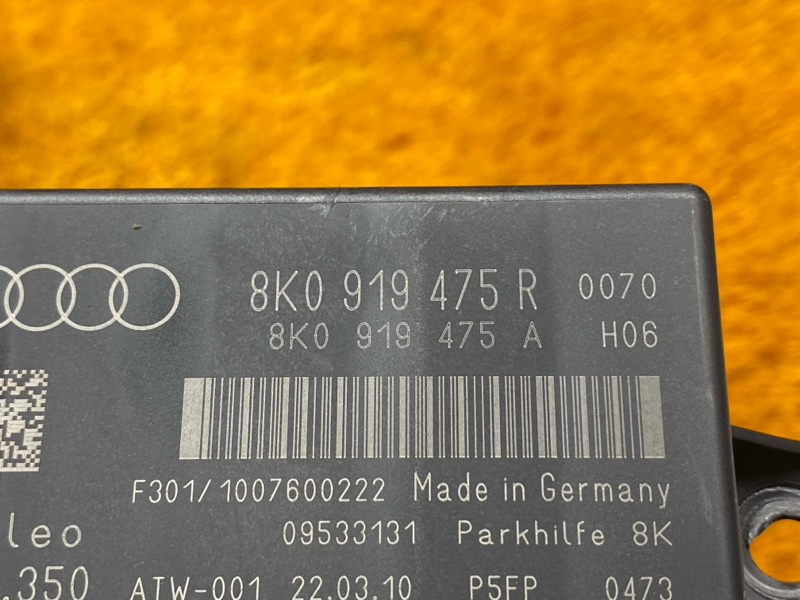 8K0 919 475 R 0070
8K0 919 475 A H06
F301/1007600222 Made in Germany
leo 09533131 Parkhilfe 8K
.350 ATW-001 22.03.10 P5FP 0473